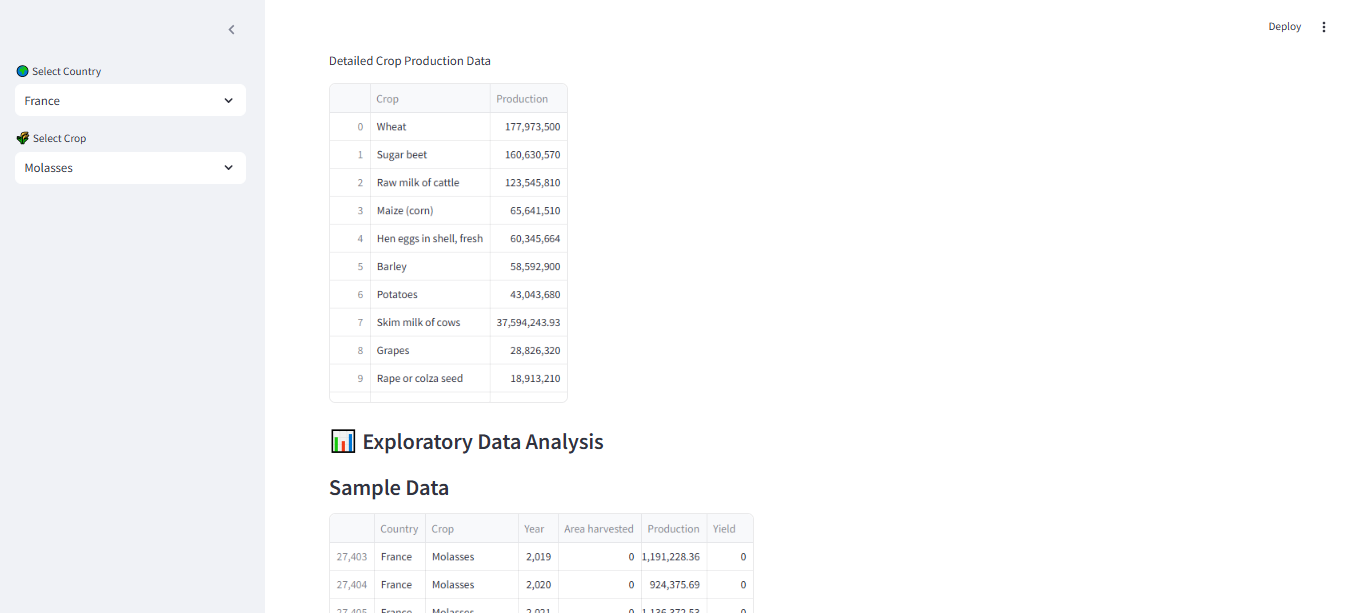 Deploy
Select Country
France
Select Crop
Molasses
Detailed Crop Production Data
Crop Production
0 Wheat 177,973,500
1 Sugar beet 160,630,570
2 Raw milk of cattle 123,545,810
3 Maize (corn) 65,641,510
4 Hen eggs in shell, fresh 60,345,664
5 Barley 58,592,900
6 Potatoes 43,043,680
7 Skim milk of cows 37,594,243.93
8 Grapes 28,826,320
9 Rape or colza seed 18,913,210
Exploratory Data Analysis
Sample Data
Country Crop Year Area harvested Production Yield
27,403 France Molasses 2,019 0 1,191,228.36 0
27,404 France Molasses 2,020 0 924,375.69 0
27,405 France Molasses 2,021 0 1,136,372.53 0